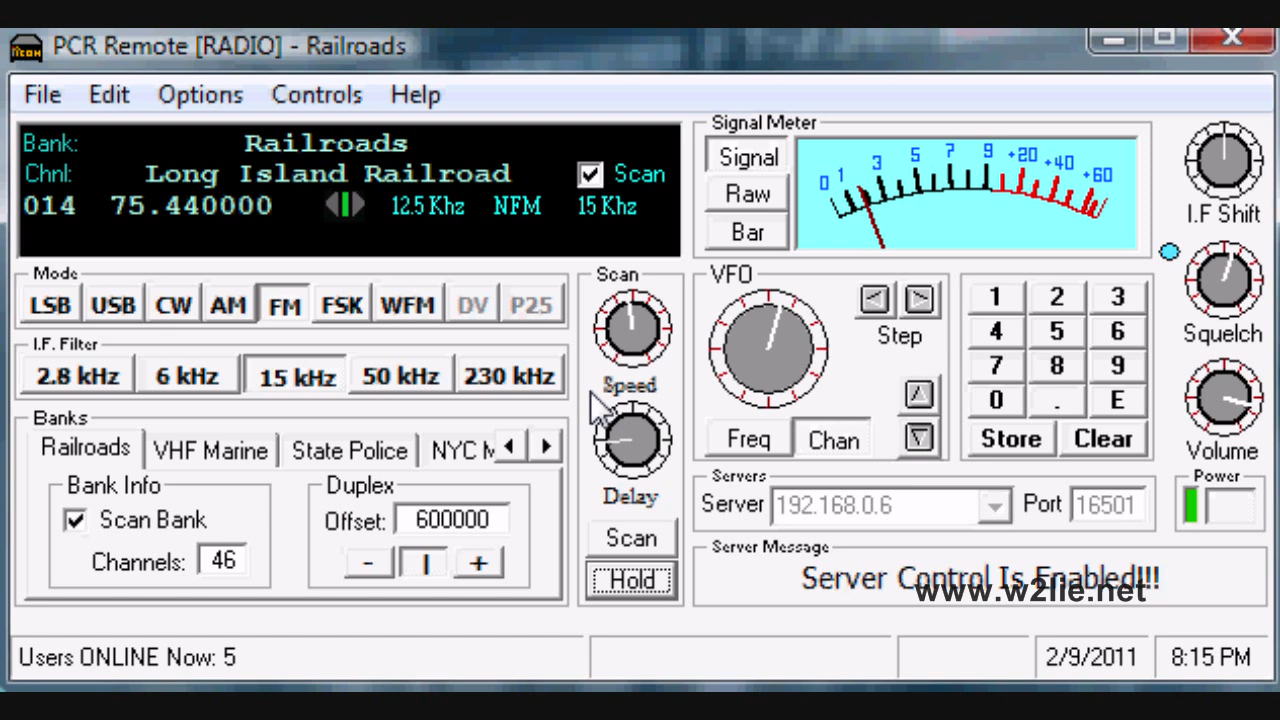 ICOM PCR Remote [RADIO] - Railroads
File Edit Options Controls Help
Bank: Railroads
Chnl: Long Island Railroad Scan
014 75.440000 12.5 Khz NFM 15 Khz
Signal Meter
Signal
Raw
Bar
0 1 3 5 7 9 +20 +40 +60
I.F Shift
Squelch
Volume
Mode
LSB USB CW AM FM FSK WFM DV P25
I.F. Filter
2.8 kHz 6 kHz 15 kHz 50 kHz 230 kHz
Banks
Railroads VHF Marine State Police NYC M
Bank Info
Scan Bank
Channels: 46
Duplex
Offset: 600000
- | +
Scan
Speed
Delay
Scan
Hold
VFO
Step
Freq Chan
1 2 3
4 5 6
7 8 9
0 . E
Store Clear
Servers
Server 192.168.0.6 Port 16501
Power
Server Message
Server Control Is Enabled!!!
www.w2lie.net
Users ONLINE Now: 5 2/9/2011 8:15 PM